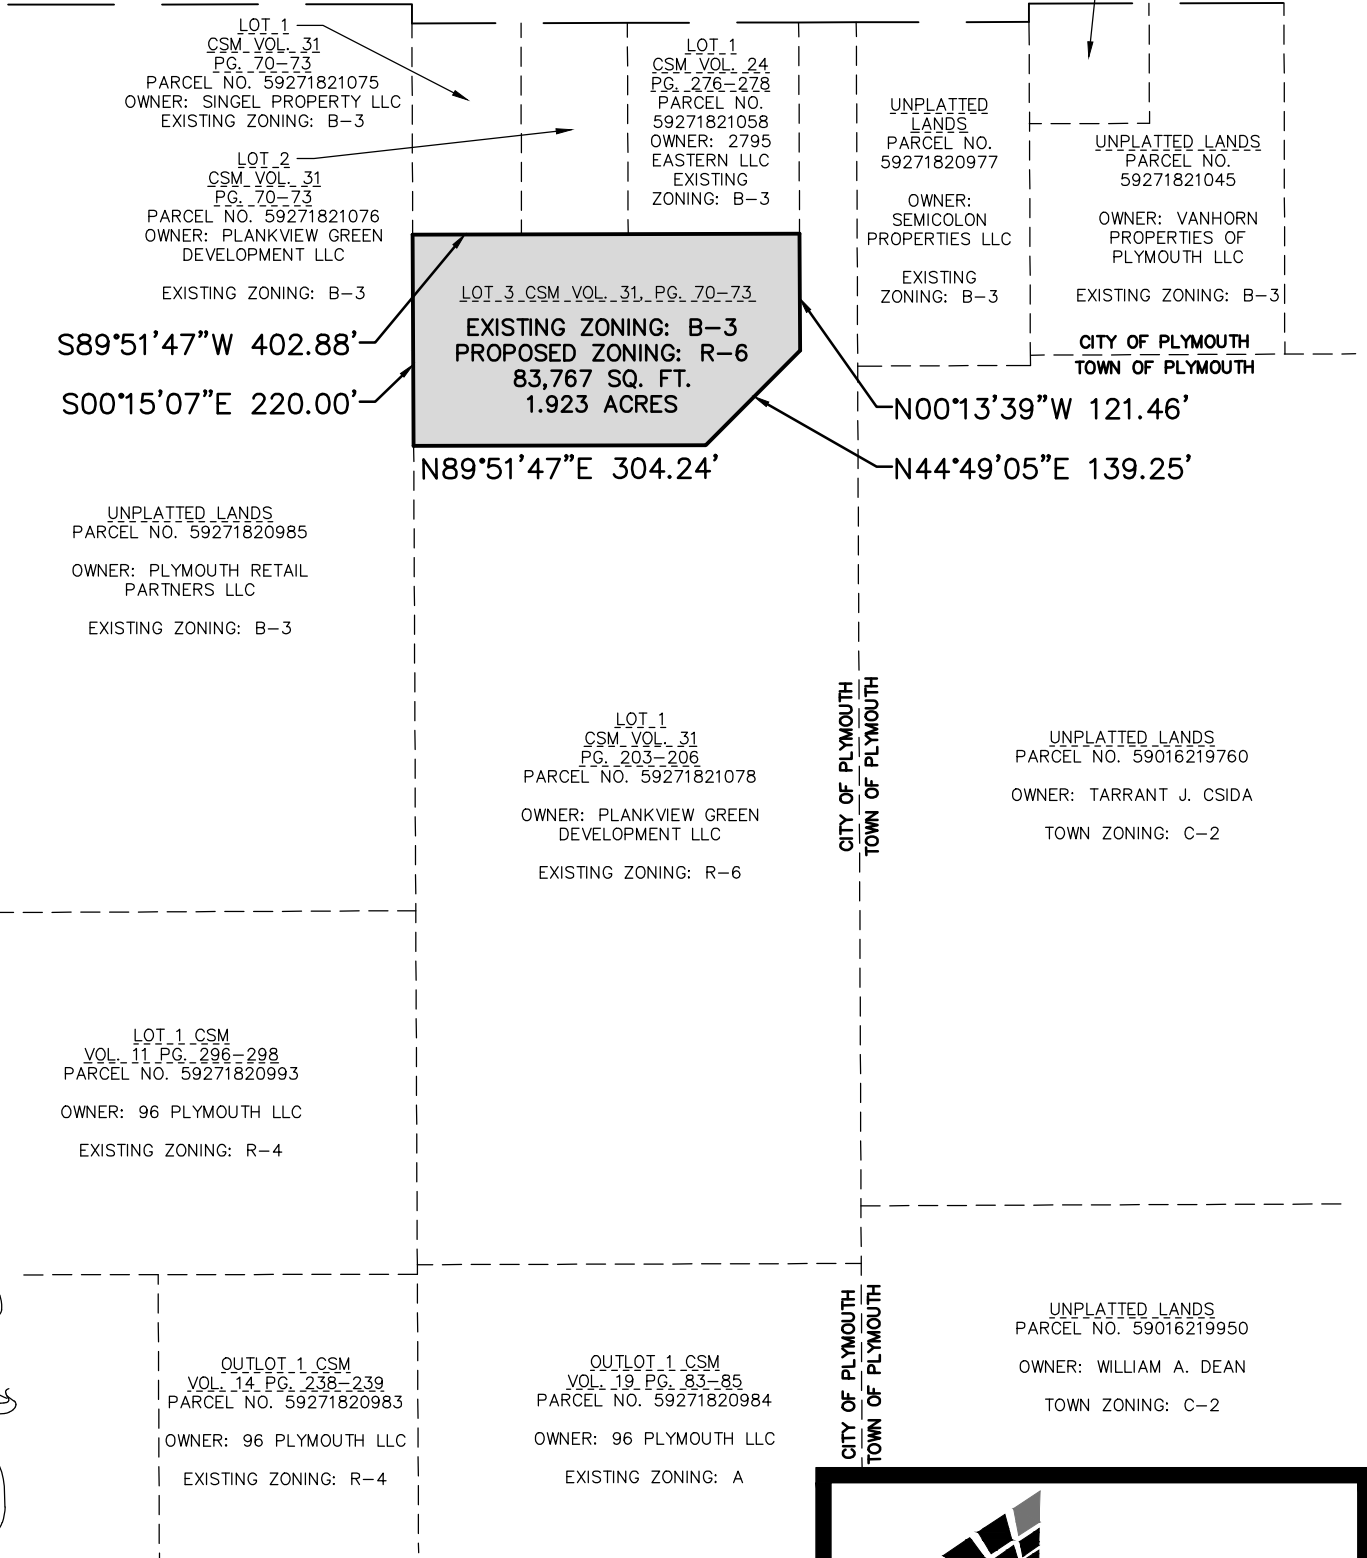 LOT 1
CSM VOL. 31
PG. 70-73
PARCEL NO. 59271821075
OWNER: SINGEL PROPERTY LLC
EXISTING ZONING: B-3
LOT 2
CSM VOL. 31
PG. 70-73
PARCEL NO. 59271821076
OWNER: PLANKVIEW GREEN
DEVELOPMENT LLC
EXISTING ZONING: B-3
LOT 1
CSM VOL. 24
PG. 276-278
PARCEL NO.
59271821058
OWNER: 2795
EASTERN LLC
EXISTING
ZONING: B-3
UNPLATTED
LANDS
PARCEL NO.
59271820977
OWNER:
SEMICOLON
PROPERTIES LLC
EXISTING
ZONING: B-3
UNPLATTED LANDS
PARCEL NO.
59271821045
OWNER: VANHORN
PROPERTIES OF
PLYMOUTH LLC
EXISTING ZONING: B-3
CITY OF PLYMOUTH
TOWN OF PLYMOUTH
LOT 3 CSM VOL. 31, PG. 70-73
EXISTING ZONING: B-3
PROPOSED ZONING: R-6
83,767 SQ. FT.
1.923 ACRES
S89°51'47"W 402.88'
S00°15'07"E 220.00'
N00°13'39"W 121.46'
N89°51'47"E 304.24'
N44°49'05"E 139.25'
UNPLATTED LANDS
PARCEL NO. 59271820985
OWNER: PLYMOUTH RETAIL
PARTNERS LLC
EXISTING ZONING: B-3
LOT 1
CSM VOL. 31
PG. 203-206
PARCEL NO. 59271821078
OWNER: PLANKVIEW GREEN
DEVELOPMENT LLC
EXISTING ZONING: R-6
CITY OF PLYMOUTH
TOWN OF PLYMOUTH
UNPLATTED LANDS
PARCEL NO. 59016219760
OWNER: TARRANT J. CSIDA
TOWN ZONING: C-2
LOT 1 CSM
VOL. 11 PG. 296-298
PARCEL NO. 59271820993
OWNER: 96 PLYMOUTH LLC
EXISTING ZONING: R-4
OUTLOT 1 CSM
VOL. 14 PG. 238-239
PARCEL NO. 59271820983
OWNER: 96 PLYMOUTH LLC
EXISTING ZONING: R-4
OUTLOT 1 CSM
VOL. 19 PG. 83-85
PARCEL NO. 59271820984
OWNER: 96 PLYMOUTH LLC
EXISTING ZONING: A
CITY OF PLYMOUTH
TOWN OF PLYMOUTH
UNPLATTED LANDS
PARCEL NO. 59016219950
OWNER: WILLIAM A. DEAN
TOWN ZONING: C-2